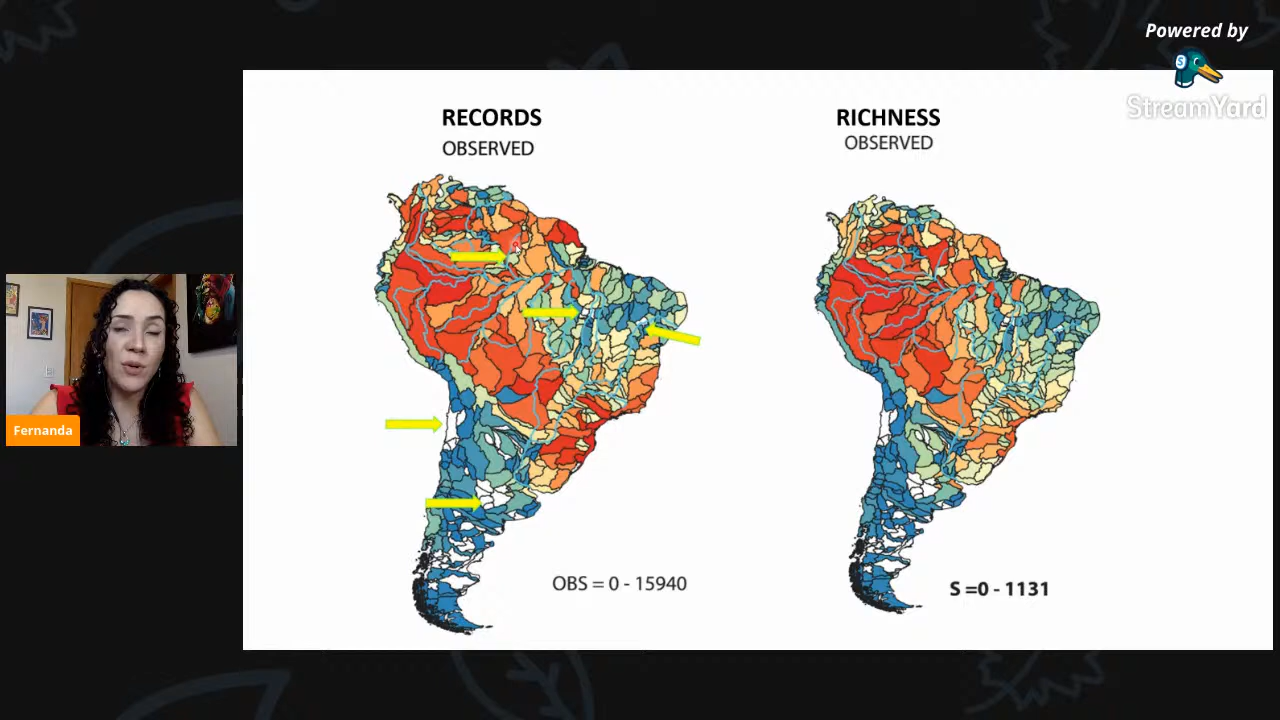 Powered by
S
StreamYard
RECORDS
OBSERVED
RICHNESS
OBSERVED
Fernanda
OBS = 0 - 15940
S =0 - 1131